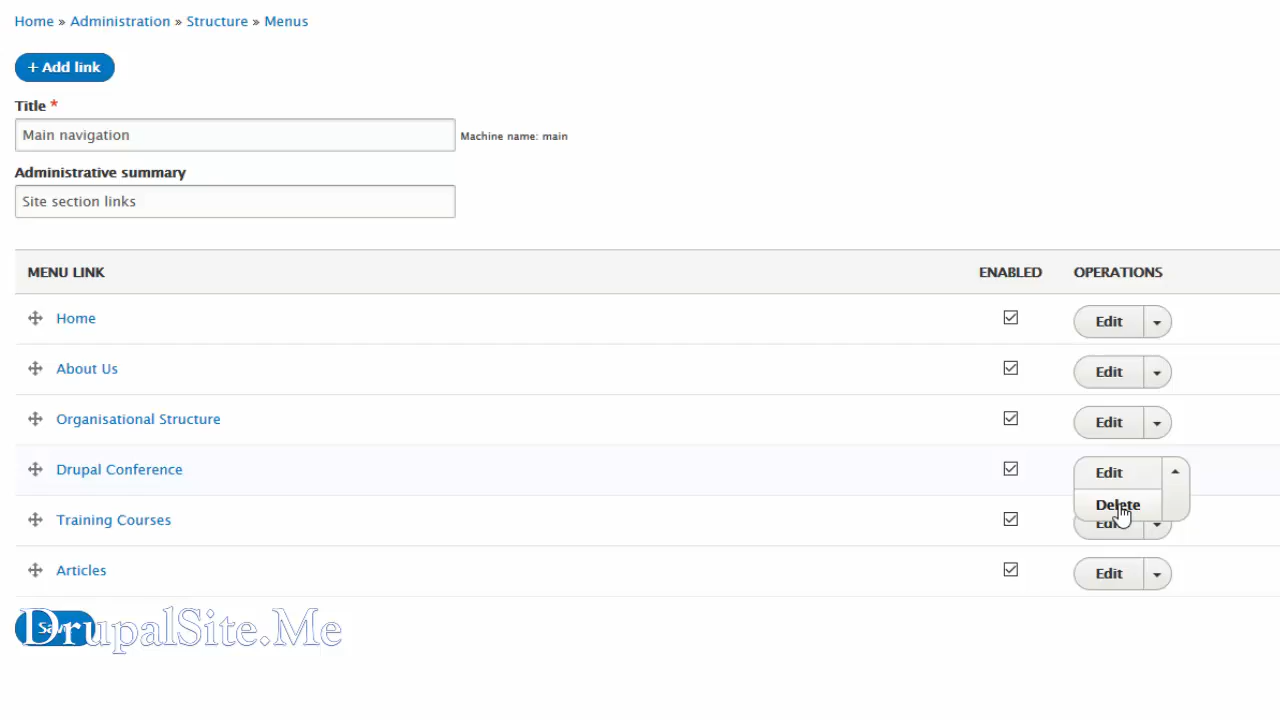 Home » Administration » Structure » Menus
+ Add link
Title *
Main navigation Machine name: main
Administrative summary
Site section links
MENU LINK ENABLED OPERATIONS
Home Edit
About Us Edit
Organisational Structure Edit
Drupal Conference Edit
Delete
Training Courses Edit
Articles Edit
Save
DrupalSite.Me